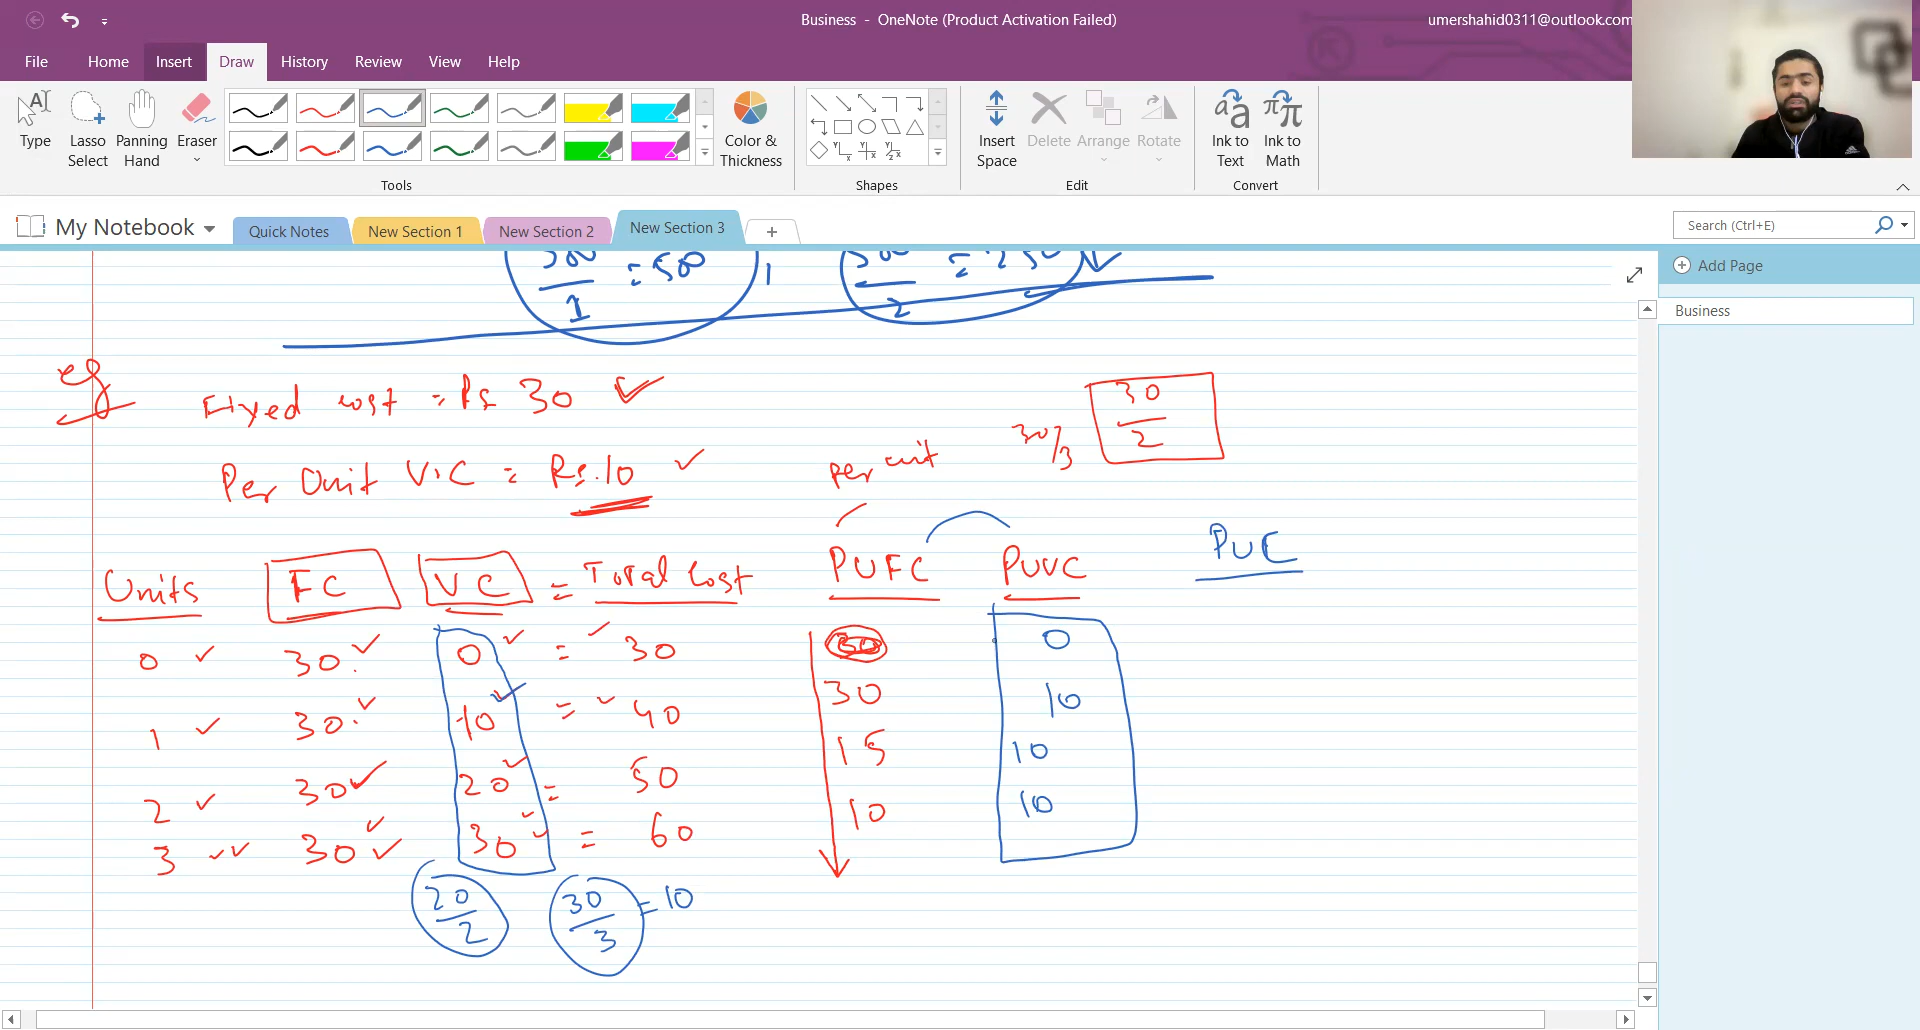 Business - OneNote (Product Activation Failed)
umershahid0311@outlook.com
File Home Insert Draw History Review View Help
Type
Lasso Select
Panning Hand
Eraser
Color & Thickness
Insert Space
Delete
Arrange
Rotate
Ink to Text
Ink to Math
Tools
Shapes
Edit
Convert
My Notebook
Quick Notes
New Section 1
New Section 2
New Section 3
Search (Ctrl+E)
Add Page
Business
1 = 500
2 = 250
eg
Fixed cost = Rs 30
30/2
30/3
Per Unit V.C = Rs.10
per unit
Units FC VC = Total Cost PUFC PUVC PUC
0 30 0 = 30 30 0
1 30 10 = 40 30 10
2 30 20 = 50 15 10
3 30 30 = 60 10 10
20/2
30/3 = 10